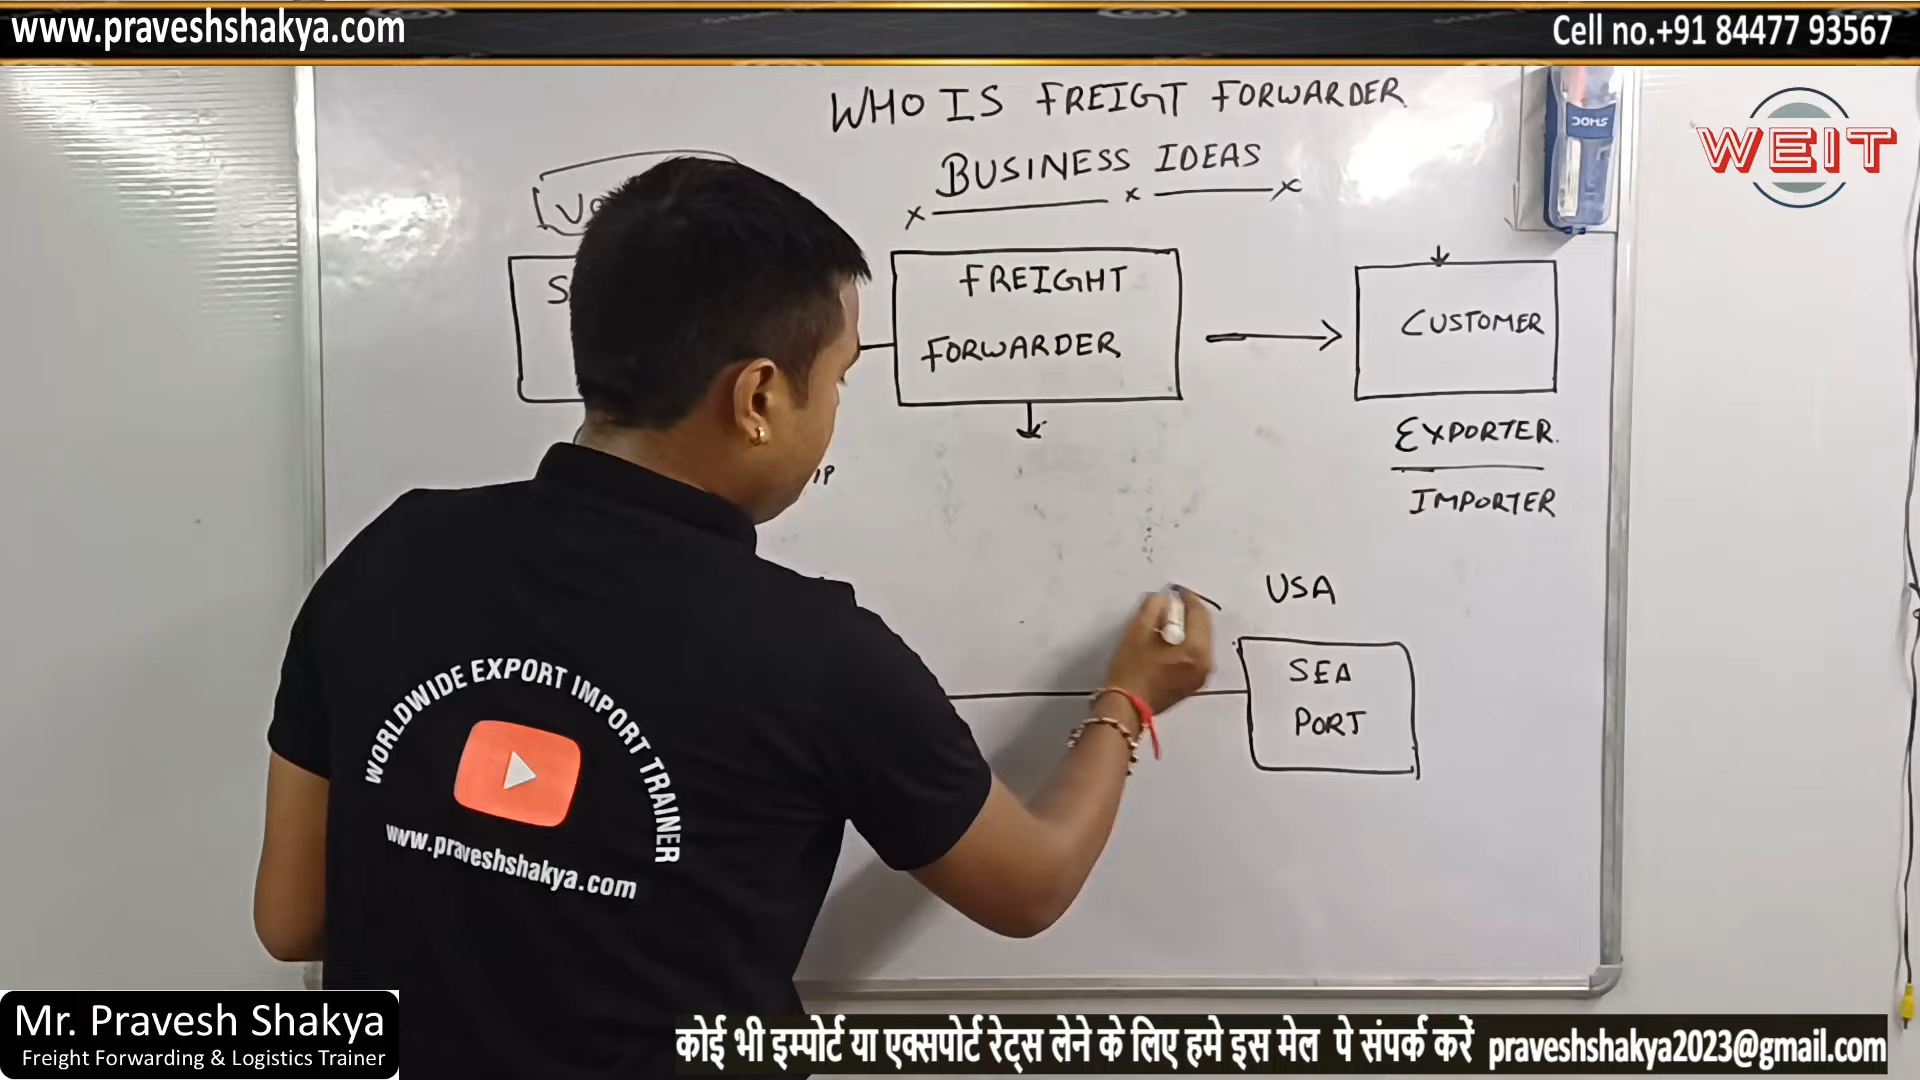 www.praveshshakya.com
Cell no.+91 84477 93567
WHO IS FREIGT FORWARDER
BUSINESS IDEAS
WEIT
DOMS
FREIGHT
FORWARDER
CUSTOMER
EXPORTER.
IMPORTER
USA
SEA
PORT
WORLDWIDE EXPORT IMPORT TRAINER
www.praveshshakya.com
Mr. Pravesh Shakya
Freight Forwarding & Logistics Trainer
कोई भी इम्पोर्ट या एक्सपोर्ट रेट्स लेने के लिए हमे इस मेल पे संपर्क करें praveshshakya2023@gmail.com